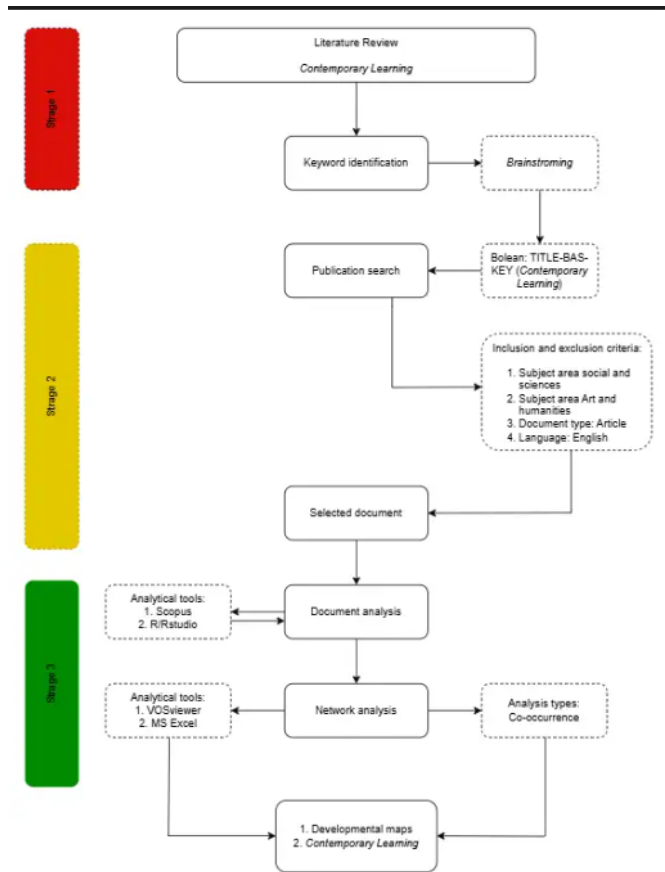 Strage 1
Literature Review
Contemporary Learning
Keyword identification
Brainstroming
Strage 2
Publication search
Bolean: TITLE-BAS-
KEY (Contemporary
Learning)
Inclusion and exclusion criteria:
1. Subject area social and
sciences
2. Subject area Art and
humanities
3. Document type: Article
4. Language: English
Selected document
Strage 3
Analytical tools:
1. Scopus
2. R/Rstudio
Document analysis
Analytical tools:
1. VOSviewer
2. MS Excel
Network analysis
Analysis types:
Co-occurrence
1. Developmental maps
2. Contemporary Learning